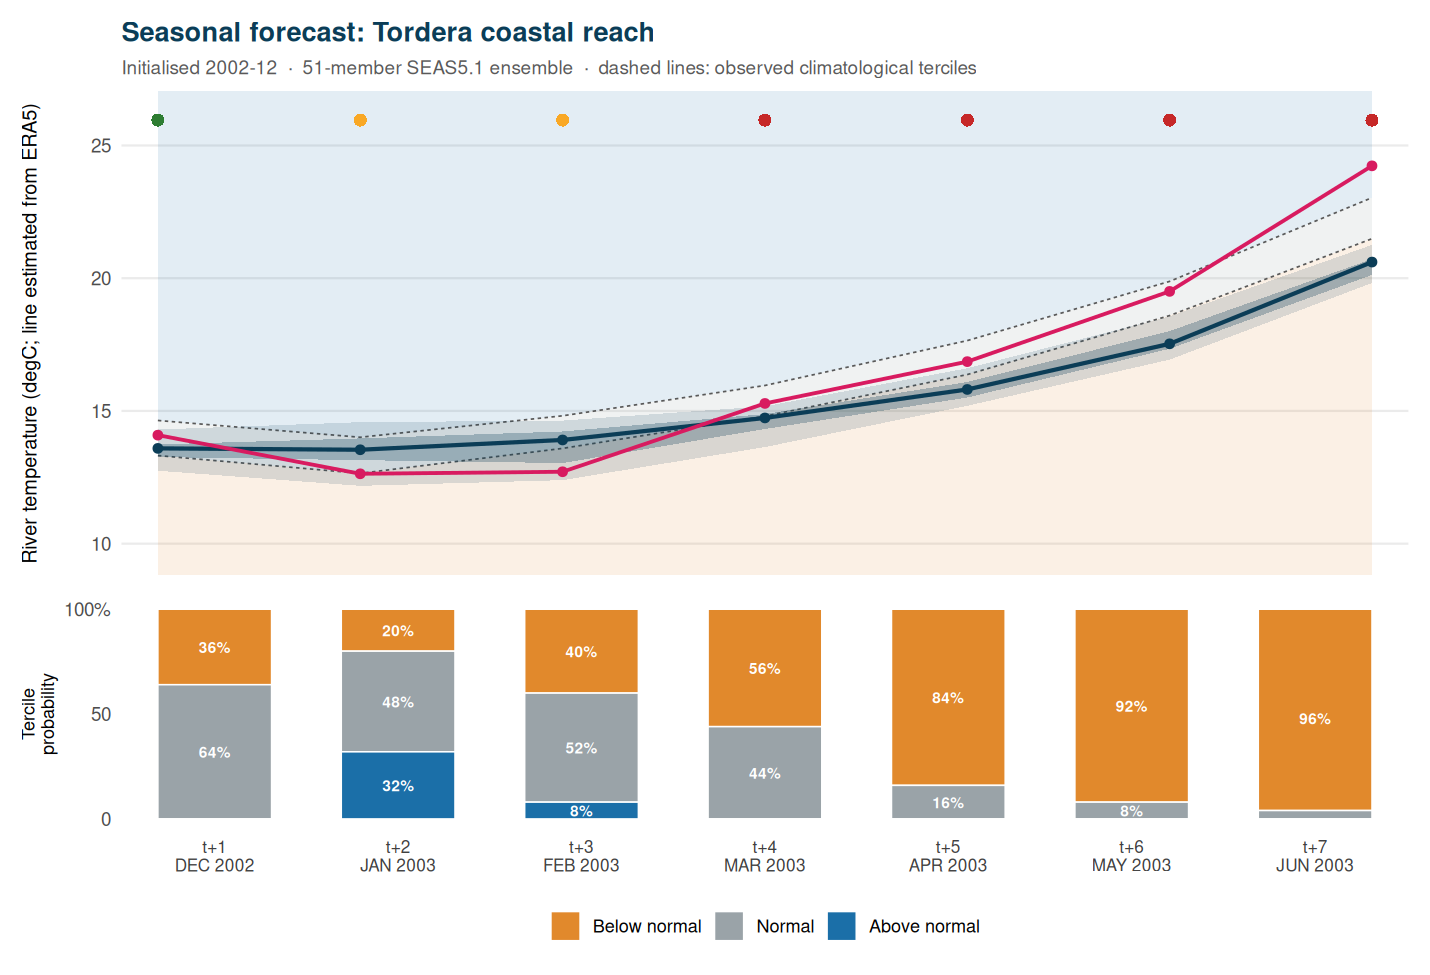 Seasonal forecast: Tordera coastal reach
Initialised 2002-12 · 51-member SEAS5.1 ensemble · dashed lines: observed climatological terciles
River temperature (degC; line estimated from ERA5)
25
20
15
10
Tercile
probability
100%
50
0
36%
64%
20%
48%
32%
40%
52%
8%
56%
44%
84%
16%
92%
8%
96%
t+1
DEC 2002
t+2
JAN 2003
t+3
FEB 2003
t+4
MAR 2003
t+5
APR 2003
t+6
MAY 2003
t+7
JUN 2003
Below normal
Normal
Above normal